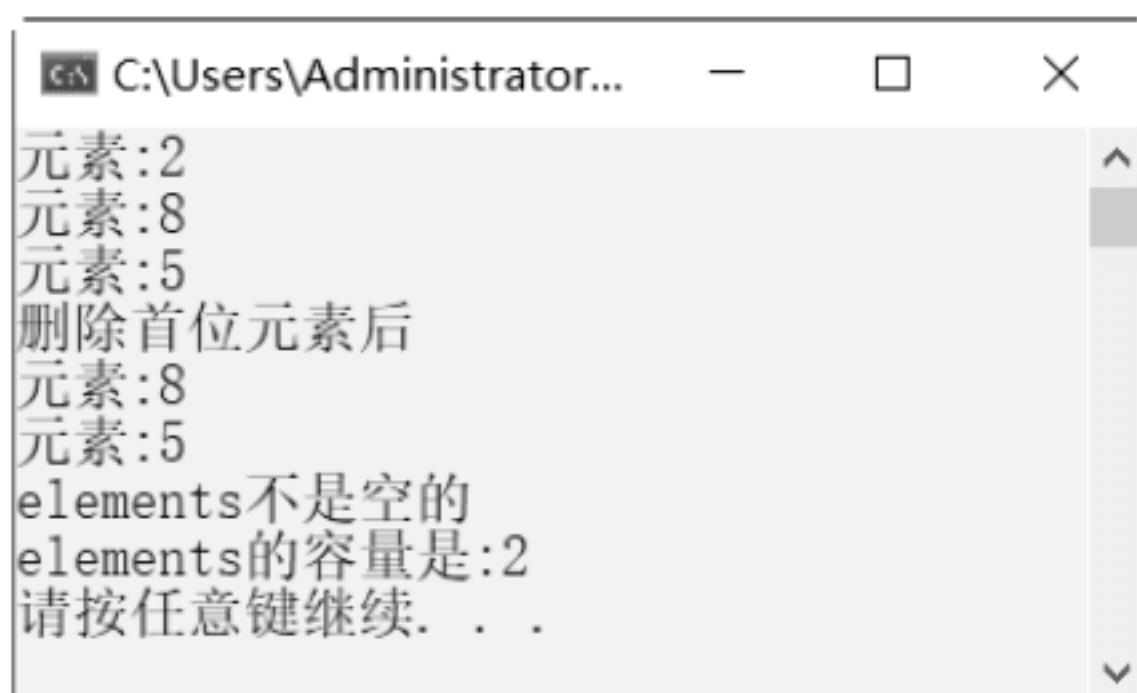 C:\Users\Administrator...
元素:2
元素:8
元素:5
删除首位元素后
元素:8
元素:5
elements不是空的
elements的容量是:2
请按任意键继续. . .